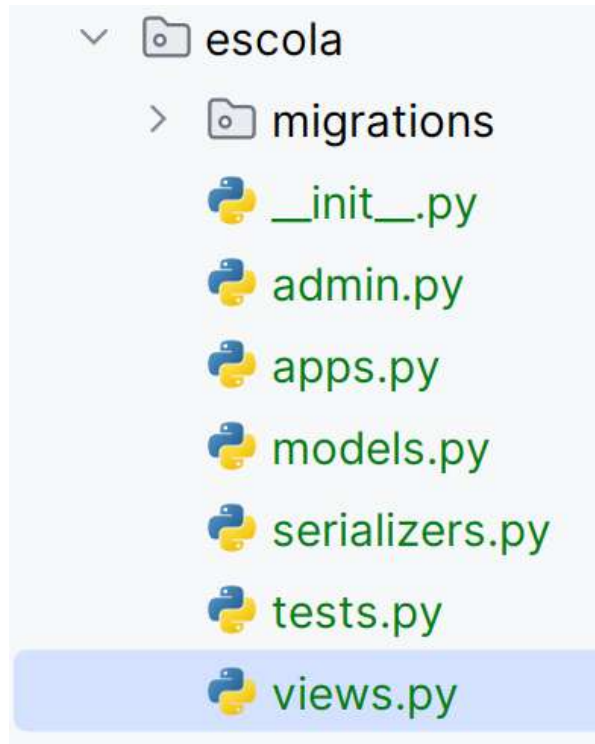 escola
migrations
__init__.py
admin.py
apps.py
models.py
serializers.py
tests.py
views.py